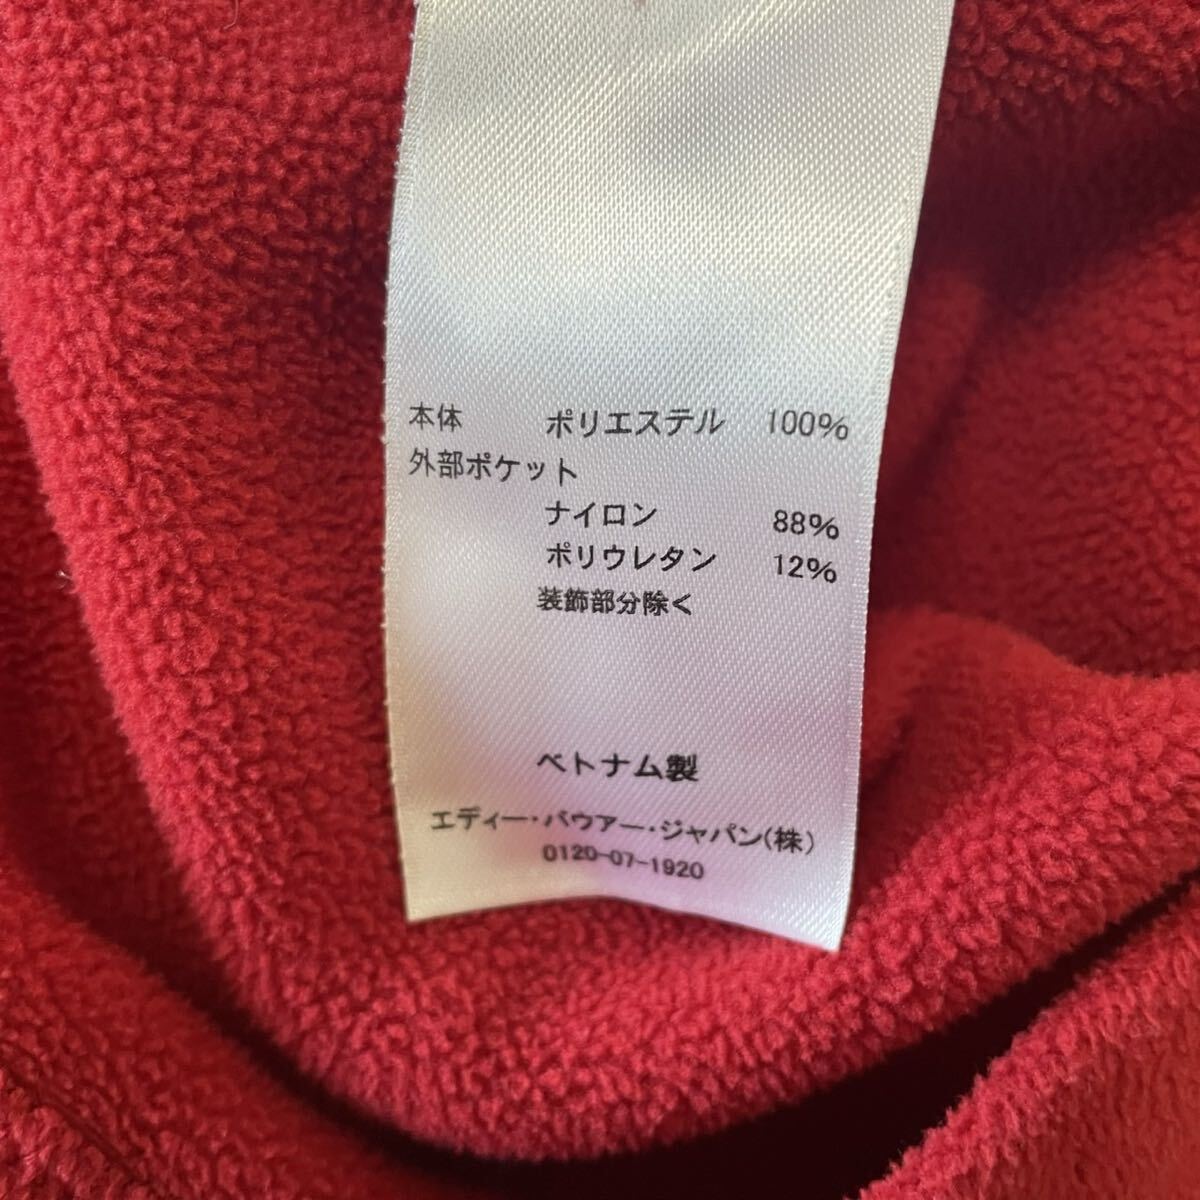 本体 ポリエステル 100%
外部ポケット
ナイロン 88%
ポリウレタン 12%
装飾部分除く
ベトナム製
エディー・バウアー・ジャパン(株)
0120-07-1920